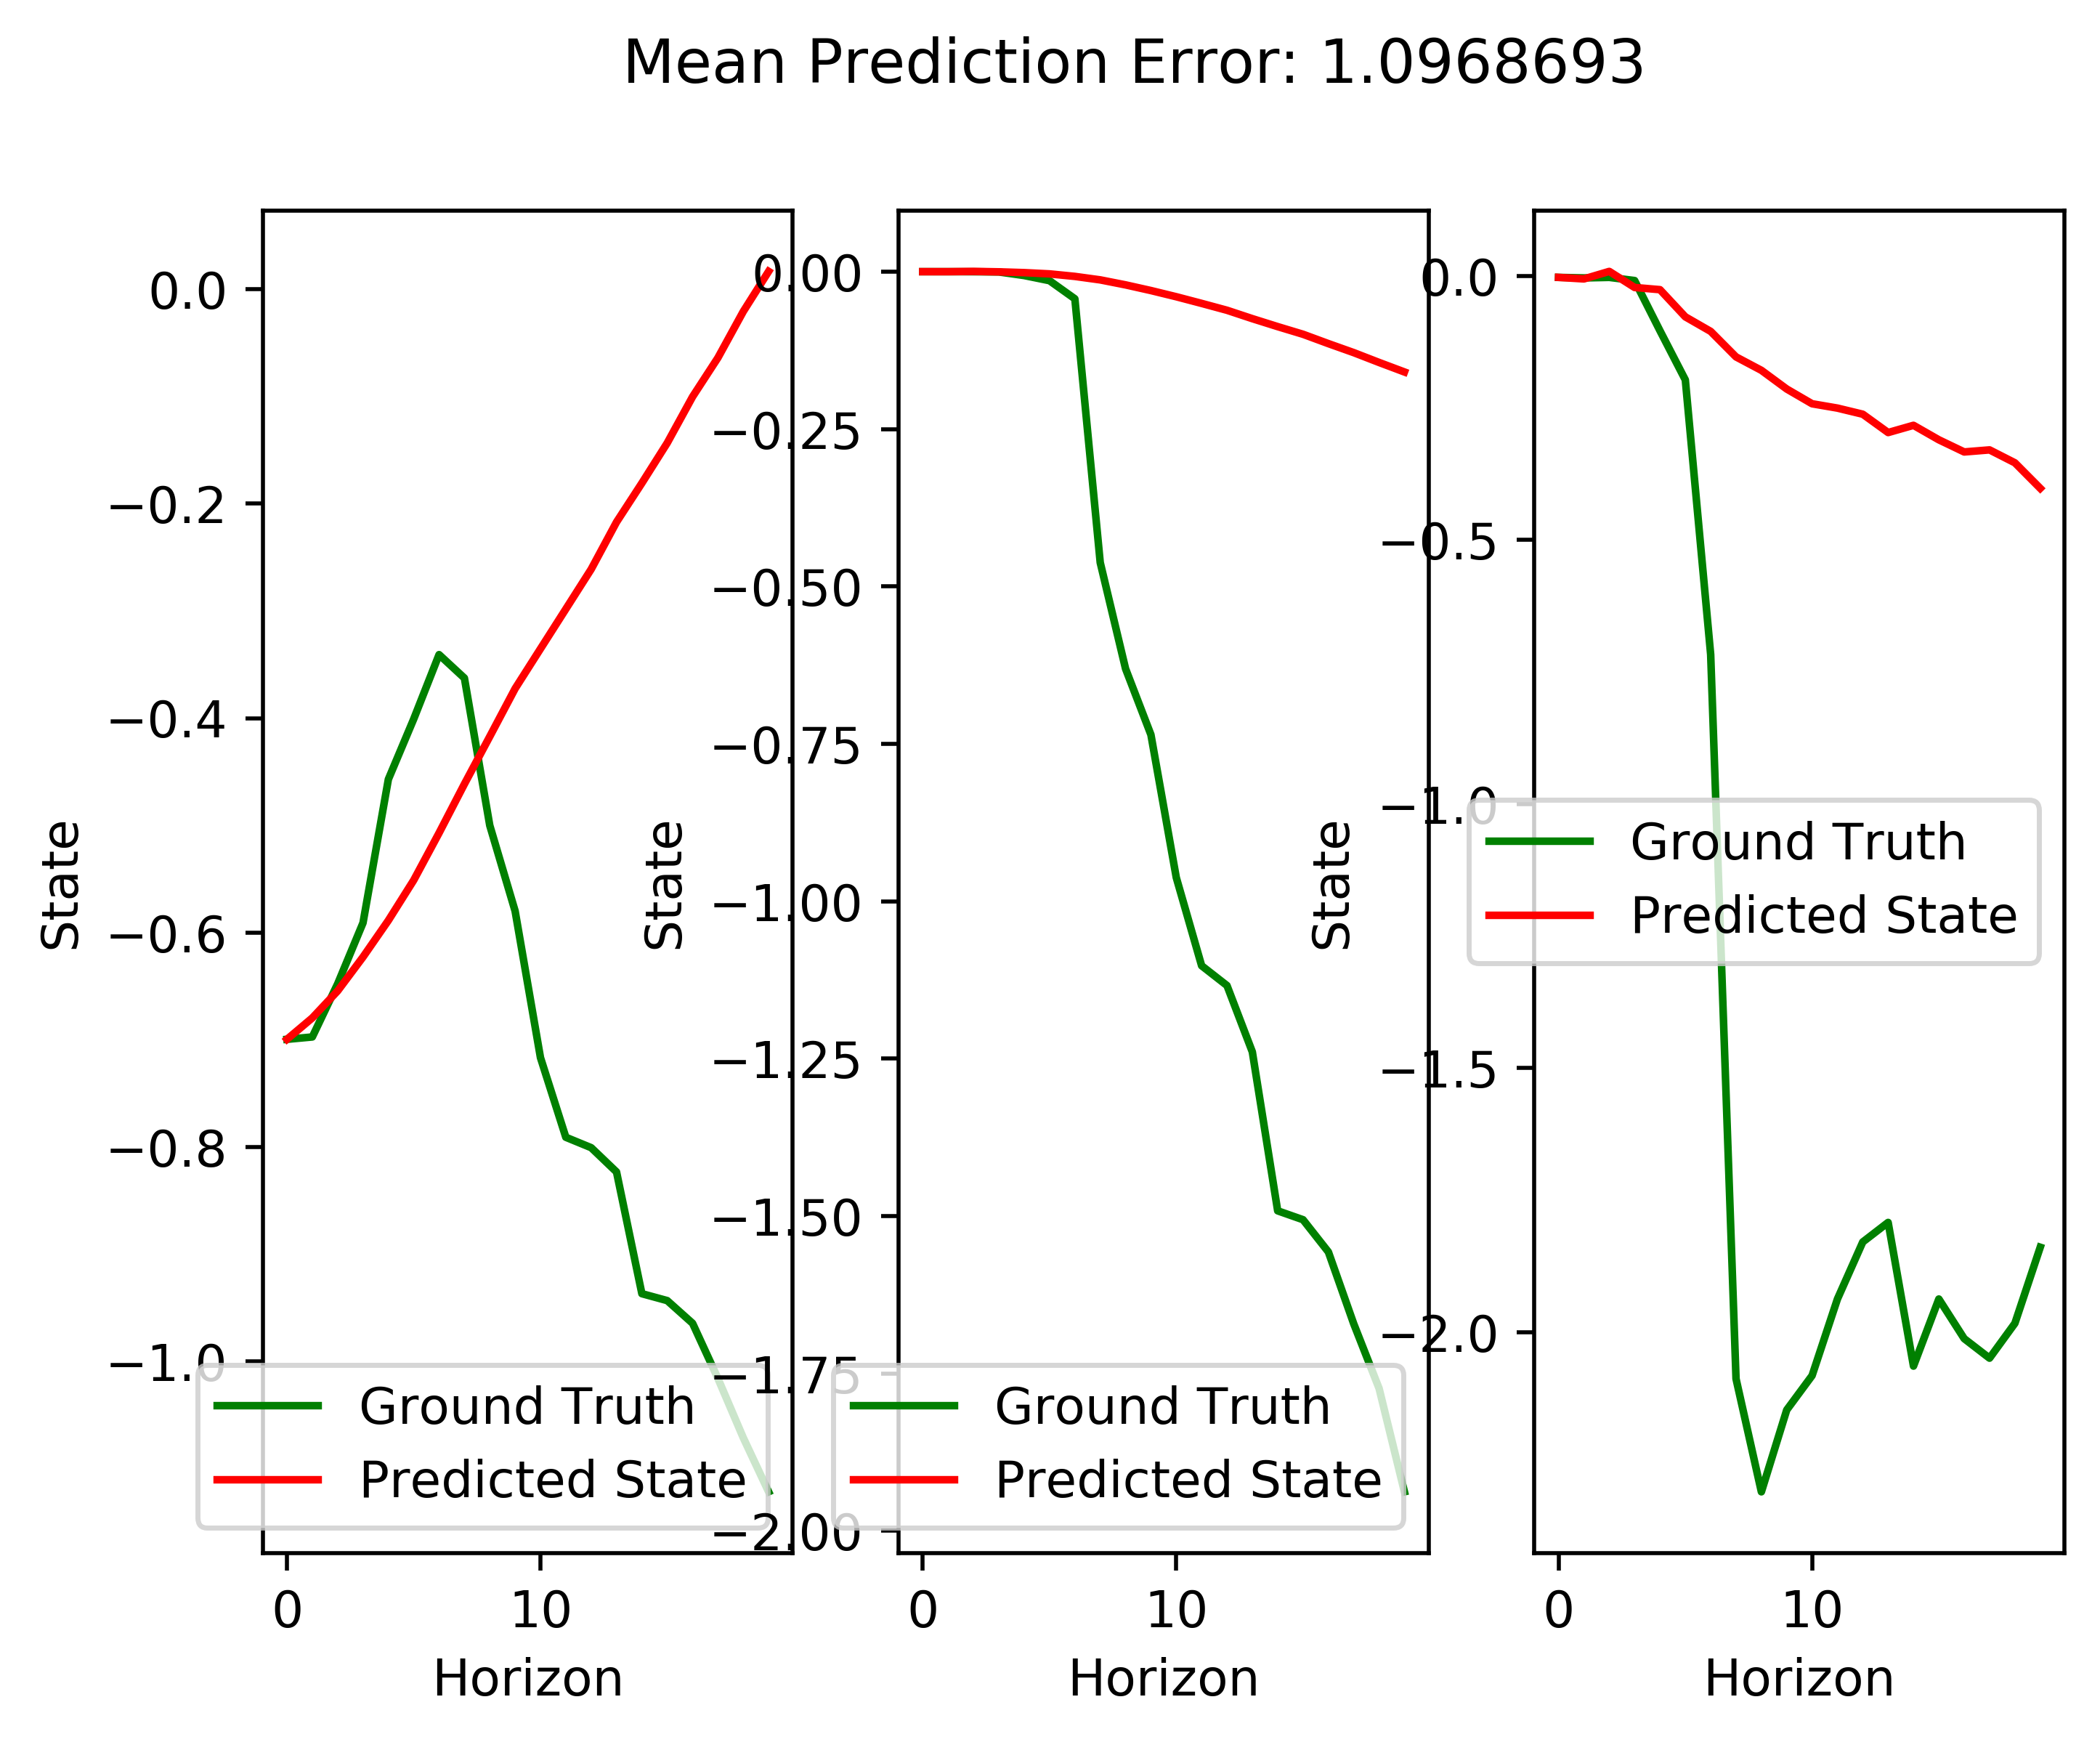 Mean Prediction Error: 1.0968693
State
0.0
−0.2
−0.4
−0.6
−0.8
−1.0
Ground Truth
Predicted State
0
10
Horizon
State
0.00
−0.25
−0.50
−0.75
−1.00
−1.25
−1.50
−1.75
−2.00
Ground Truth
Predicted State
0
10
Horizon
State
0.0
−0.5
−1.0
−1.5
−2.0
Ground Truth
Predicted State
0
10
Horizon